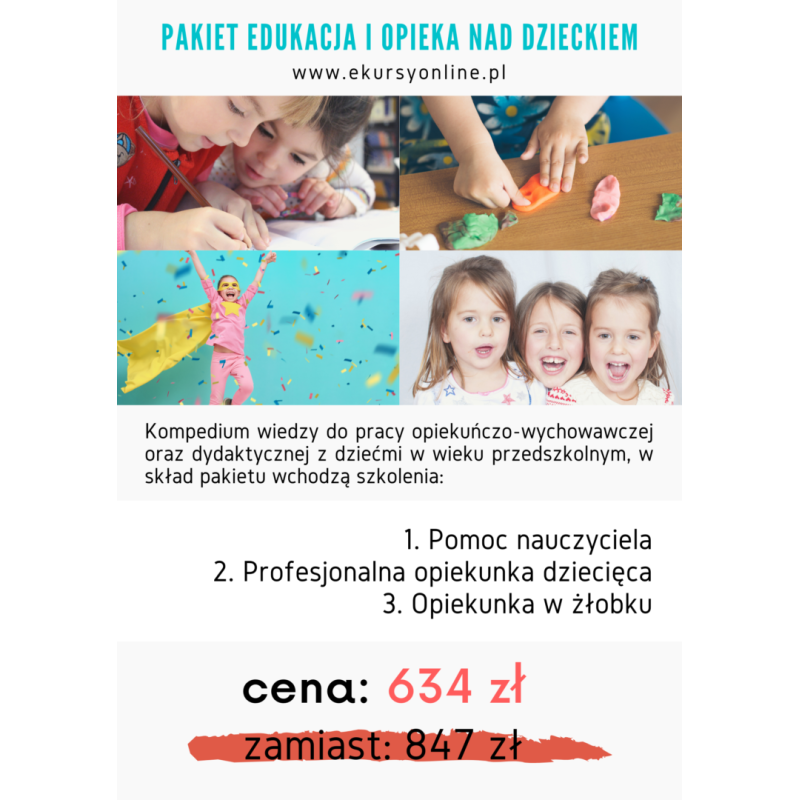 PAKIET EDUKACJA I OPIEKA NAD DZIECKIEM
www.ekursyonline.pl
Kompedium wiedzy do pracy opiekuńczo-wychowawczej
oraz dydaktycznej z dziećmi w wieku przedszkolnym, w
skład pakietu wchodzą szkolenia:
1. Pomoc nauczyciela
2. Profesjonalna opiekunka dziecięca
3. Opiekunka w żłobku
cena: 634 zł
zamiast: 847 zł